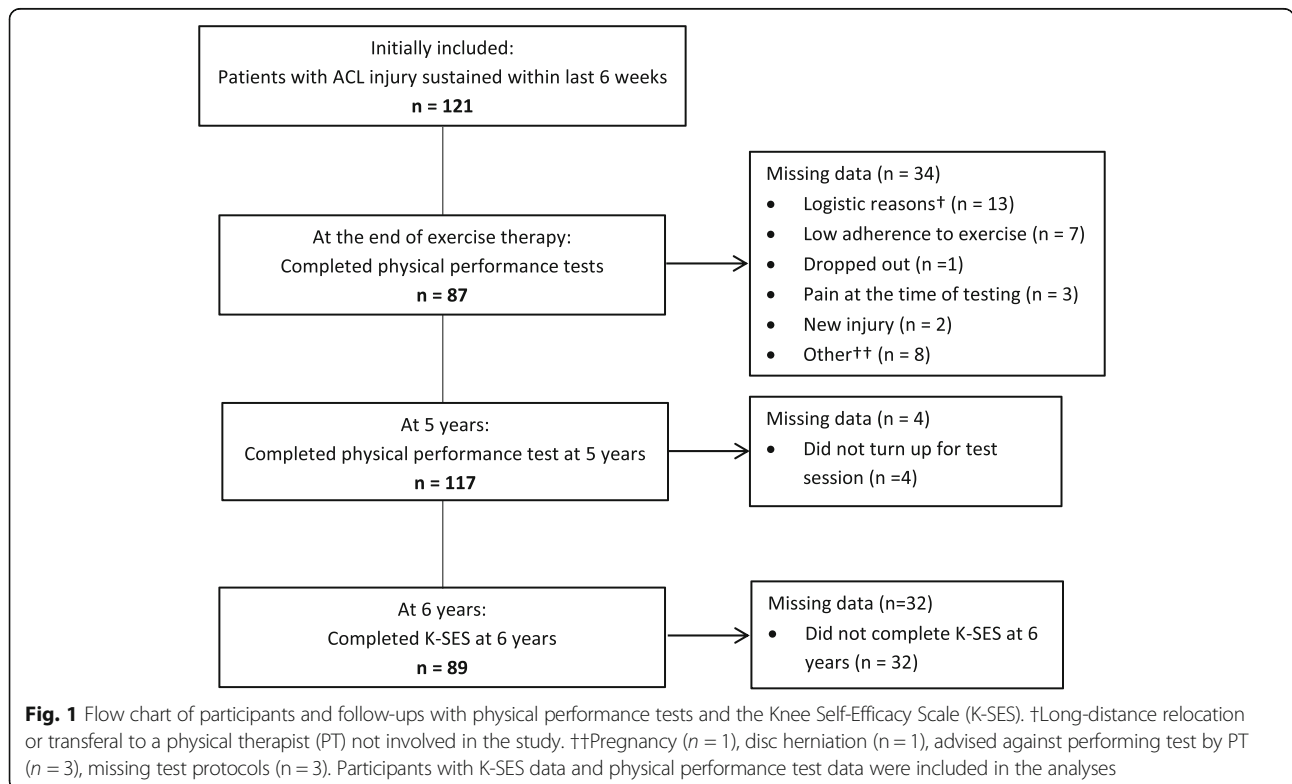 Initially included:
Patients with ACL injury sustained within last 6 weeks
n = 121
Missing data (n = 34)
• Logistic reasons† (n = 13)
• Low adherence to exercise (n = 7)
• Dropped out (n =1)
• Pain at the time of testing (n = 3)
• New injury (n = 2)
• Other†† (n = 8)
At the end of exercise therapy:
Completed physical performance tests
n = 87
At 5 years:
Completed physical performance test at 5 years
n = 117
Missing data (n = 4)
• Did not turn up for test
session (n =4)
At 6 years:
Completed K-SES at 6 years
n = 89
Missing data (n=32)
• Did not complete K-SES at 6
years (n = 32)
Fig. 1 Flow chart of participants and follow-ups with physical performance tests and the Knee Self-Efficacy Scale (K-SES). †Long-distance relocation
or transferal to a physical therapist (PT) not involved in the study. ††Pregnancy (n = 1), disc herniation (n = 1), advised against performing test by PT
(n = 3), missing test protocols (n = 3). Participants with K-SES data and physical performance test data were included in the analyses